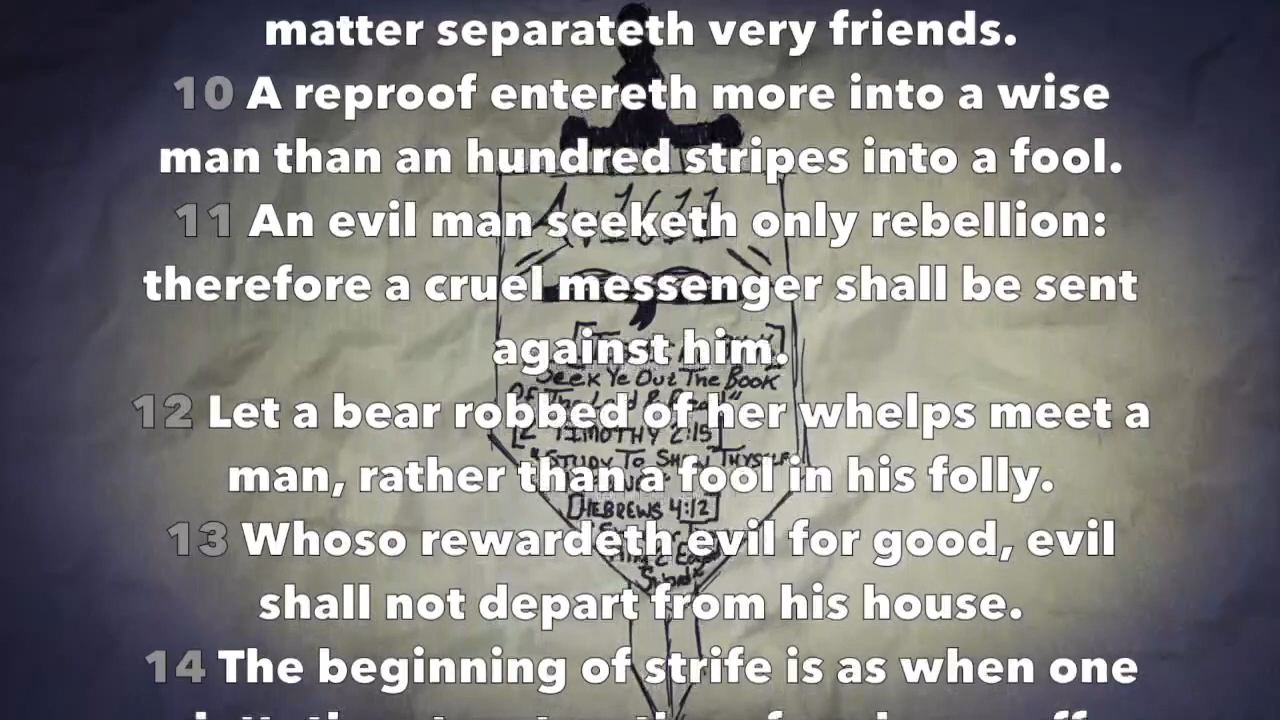 matter separateth very friends.
10 A reproof entereth more into a wise
man than an hundred stripes into a fool.
11 An evil man seeketh only rebellion:
therefore a cruel messenger shall be sent
against him.
12 Let a bear robbed of her whelps meet a
man, rather than a fool in his folly.
13 Whoso rewardeth evil for good, evil
shall not depart from his house.
14 The beginning of strife is as when one
1611
Seek Ye Out The Book
Of The
TIMOTHY 2:15]
"STUDY To SHEW THYSELF
[HEBREWS 4:12]